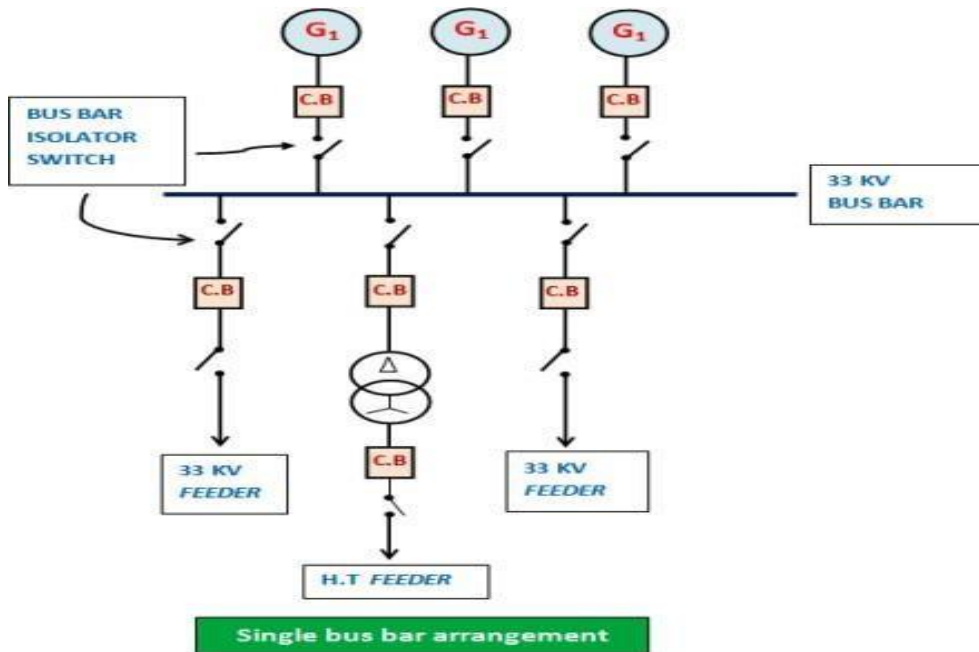 G₁
G₁
G₁
C.B
C.B
C.B
BUS BAR
ISOLATOR
SWITCH
33 KV
BUS BAR
C.B
C.B
C.B
Δ
C.B
33 KV
FEEDER
33 KV
FEEDER
H.T FEEDER
Single bus bar arrangement